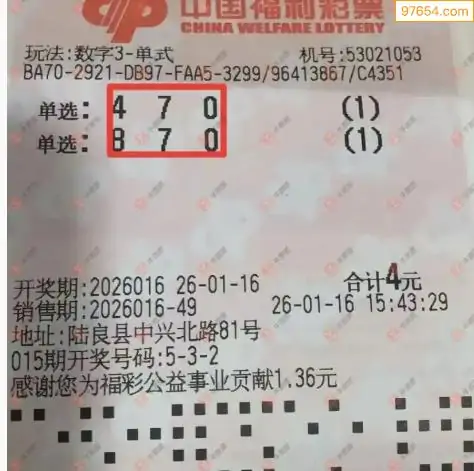 97654.com
中国福利彩票
CHINA WELFARE LOTTERY
玩法:数字3-单式 机号:53021053
BA70-2921-DB97-FAA5-3299/96413867/C4351
单选: 4 7 0 (1)
单选: 8 7 0 (1)
开奖期:2026016 26-01-16 合计4元
销售期:2026016-49 26-01-16 15:43:29
地址:陆良县中兴北路81号
015期开奖号码:5-3-2
感谢您为福彩公益事业贡献1.36元